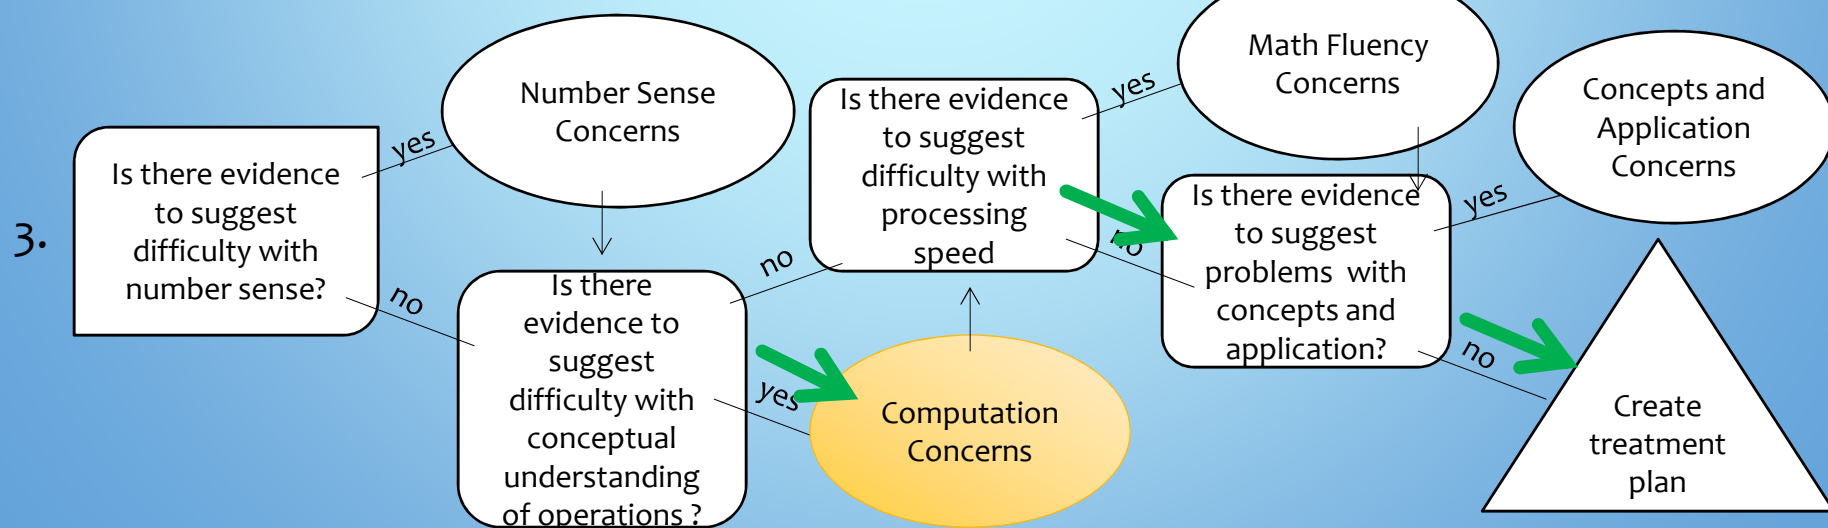 3.
Is there evidence
to suggest
difficulty with
number sense?
yes
no
Number Sense
Concerns
Is there
evidence to
suggest
difficulty with
conceptual
understanding
of operations ?
no
yes
Computation
Concerns
Is there evidence
to suggest
difficulty with
processing
speed
yes
no
Math Fluency
Concerns
Is there evidence
to suggest
problems  with
concepts and
application?
yes
no
Concepts and
Application
Concerns
Create
treatment
plan